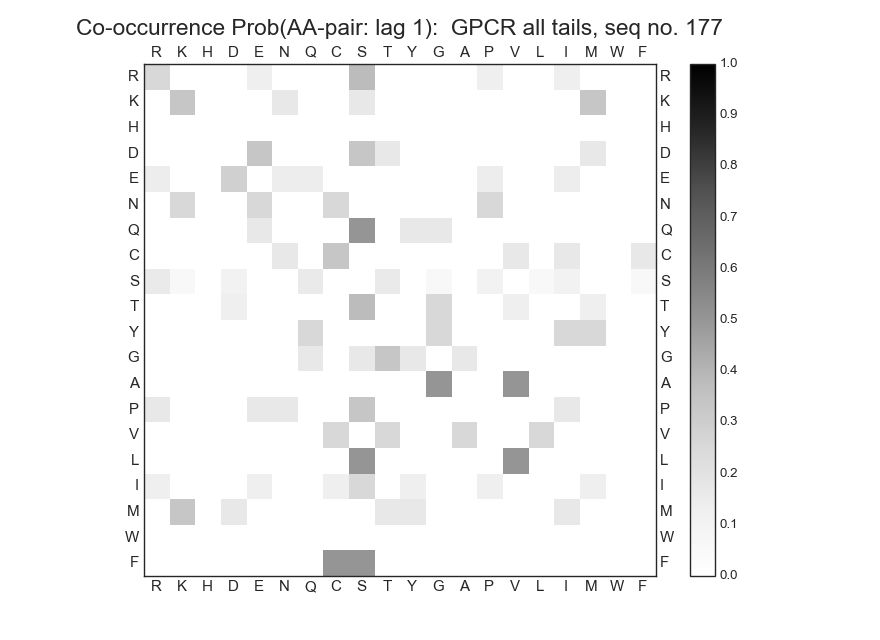 Co-occurrence Prob(AA-pair: lag 1):  GPCR all tails, seq no. 177
R K H D E N Q C S T Y G A P V L I M W F
R R 1.0
K K 0.9
H H
D D 0.8
E E
N N 0.7
Q Q
C C 0.6
S S
T T 0.5
Y Y
G G 0.4
A A
P P 0.3
V V
L L 0.2
I I
M M 0.1
W W
F F 0.0
R K H D E N Q C S T Y G A P V L I M W F